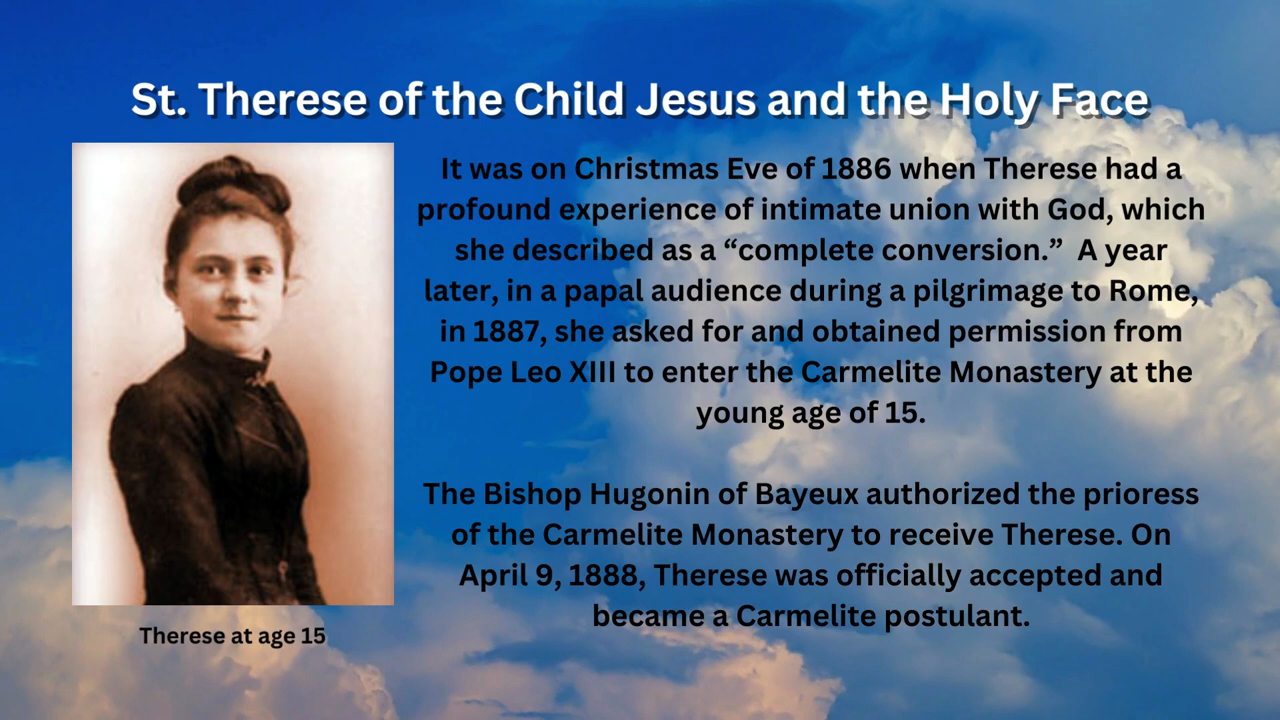 St. Therese of the Child Jesus and the Holy Face
It was on Christmas Eve of 1886 when Therese had a
profound experience of intimate union with God, which
she described as a “complete conversion.”  A year
later, in a papal audience during a pilgrimage to Rome,
in 1887, she asked for and obtained permission from
Pope Leo XIII to enter the Carmelite Monastery at the
young age of 15.
The Bishop Hugonin of Bayeux authorized the prioress
of the Carmelite Monastery to receive Therese. On
April 9, 1888, Therese was officially accepted and
became a Carmelite postulant.
Therese at age 15